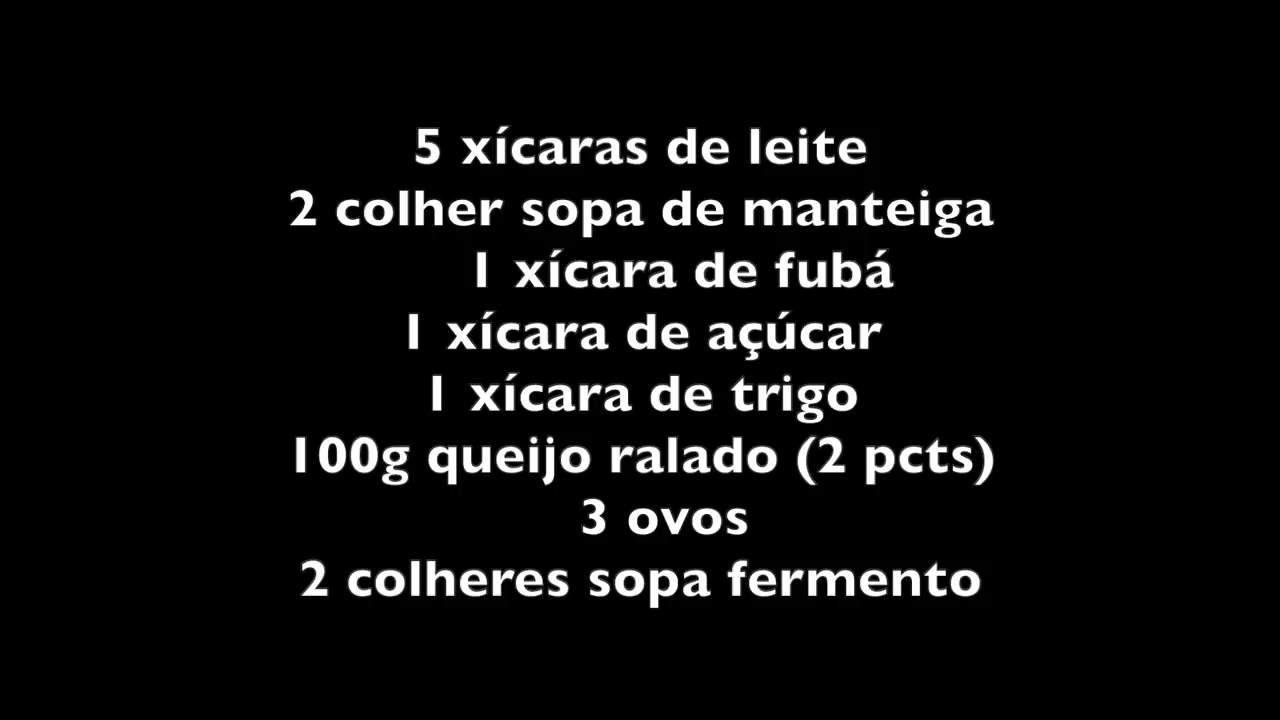 5 xícaras de leite
2 colher sopa de manteiga
1 xícara de fubá
1 xícara de açúcar
1 xícara de trigo
100g queijo ralado (2 pcts)
3 ovos
2 colheres sopa fermento